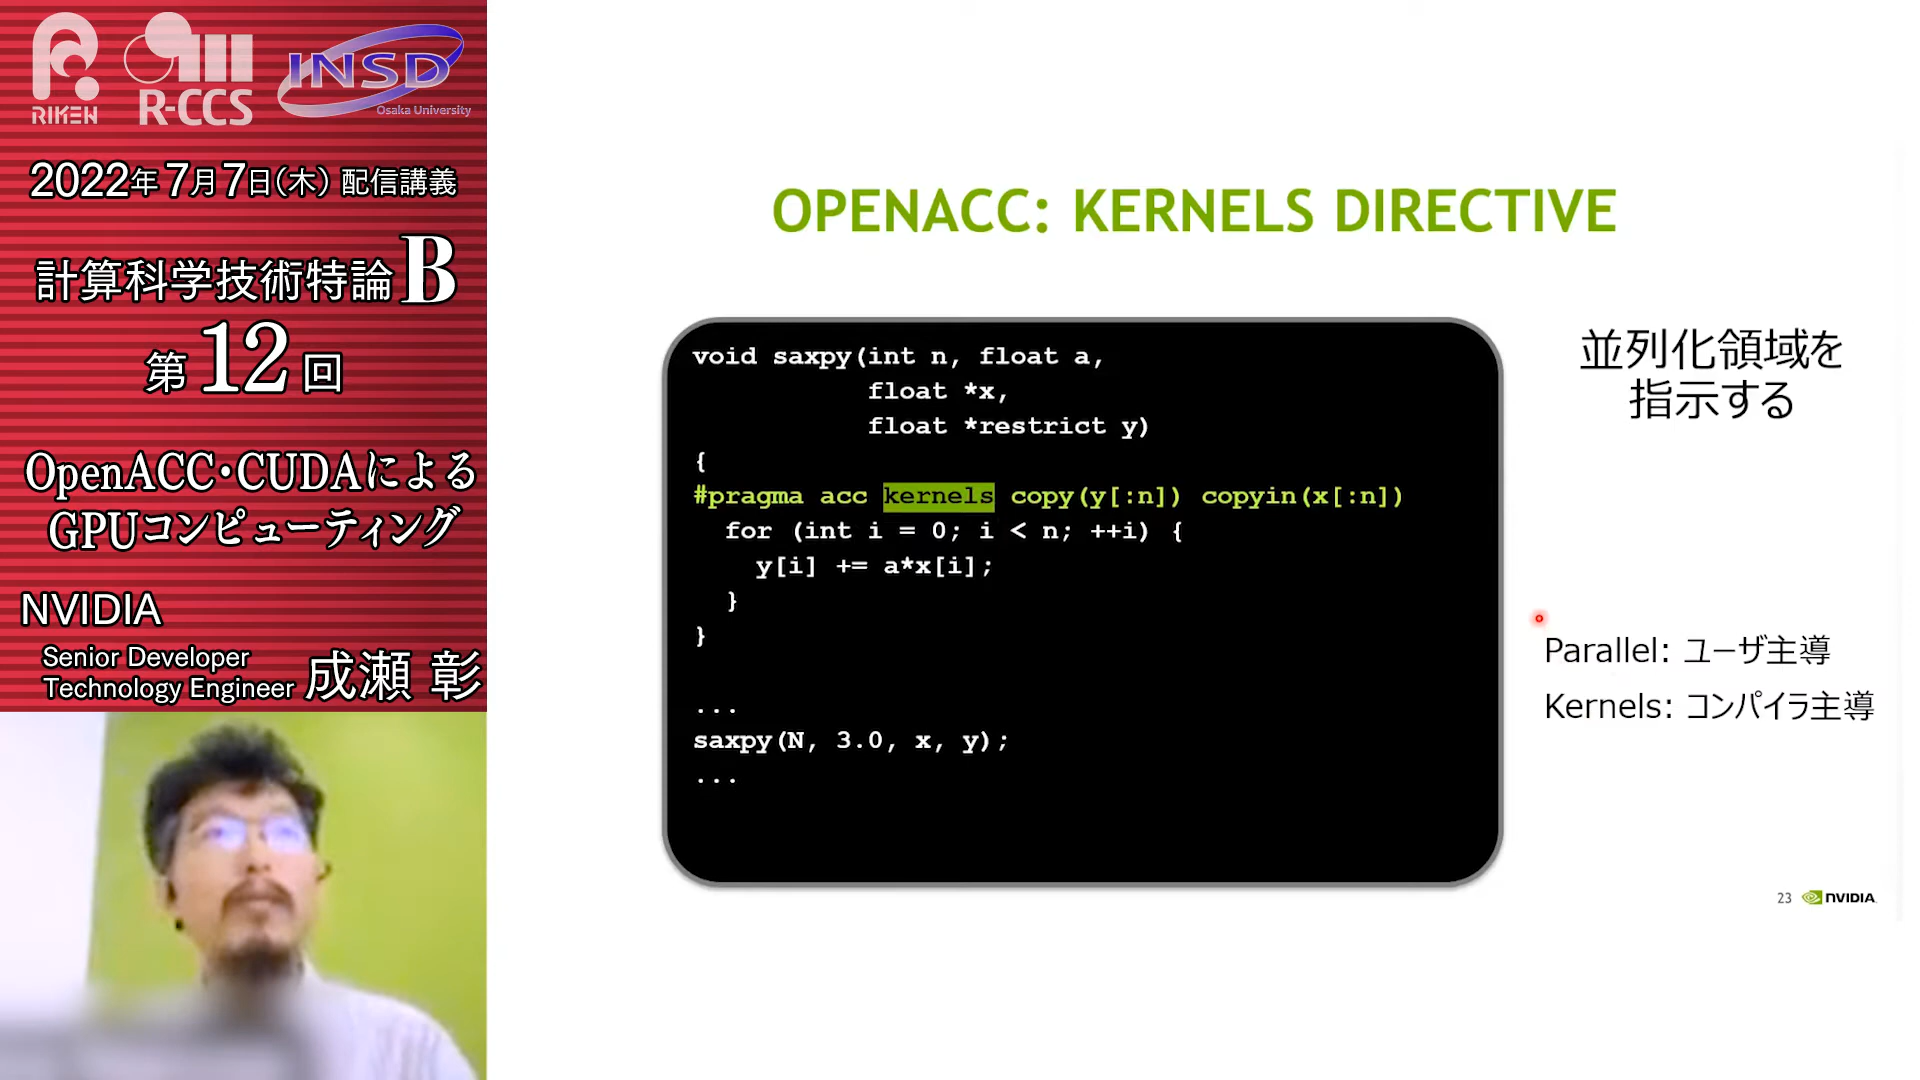 RIKEN
R-CCS
INSD
Osaka University
2022年7月7日(木) 配信講義
計算科学技術特論B
第12回
OpenACC・CUDAによる
GPUコンピューティング
NVIDIA
Senior Developer
Technology Engineer 成瀬 彰
OPENACC: KERNELS DIRECTIVE
void saxpy(int n, float a,
float *x,
float *restrict y)
{
#pragma acc kernels copy(y[:n]) copyin(x[:n])
for (int i = 0; i < n; ++i) {
y[i] += a*x[i];
}
}
...
saxpy(N, 3.0, x, y);
...
並列化領域を
指示する
Parallel: ユーザ主導
Kernels: コンパイラ主導
23 NVIDIA.